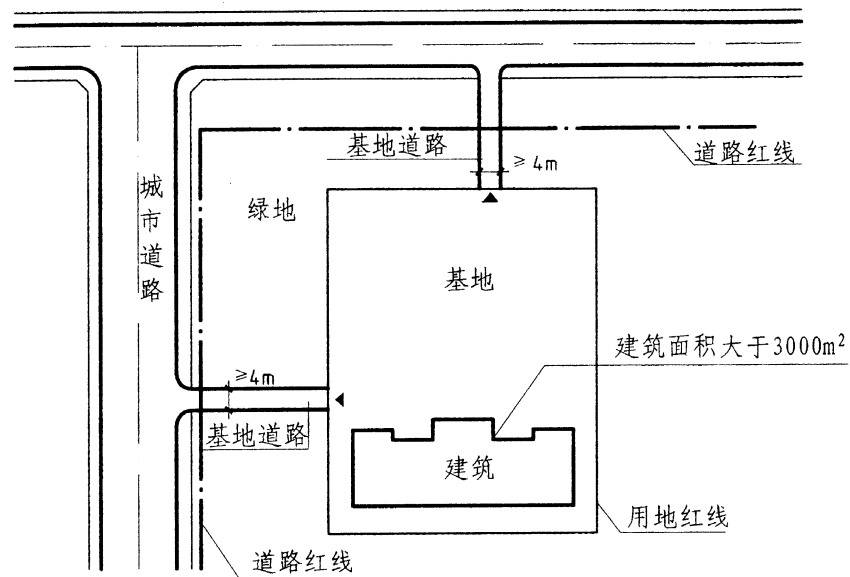 基地道路
道路红线
≥4m
城市道路
绿地
基地
建筑面积大于3000m²
≥4m
基地道路
建筑
用地红线
道路红线